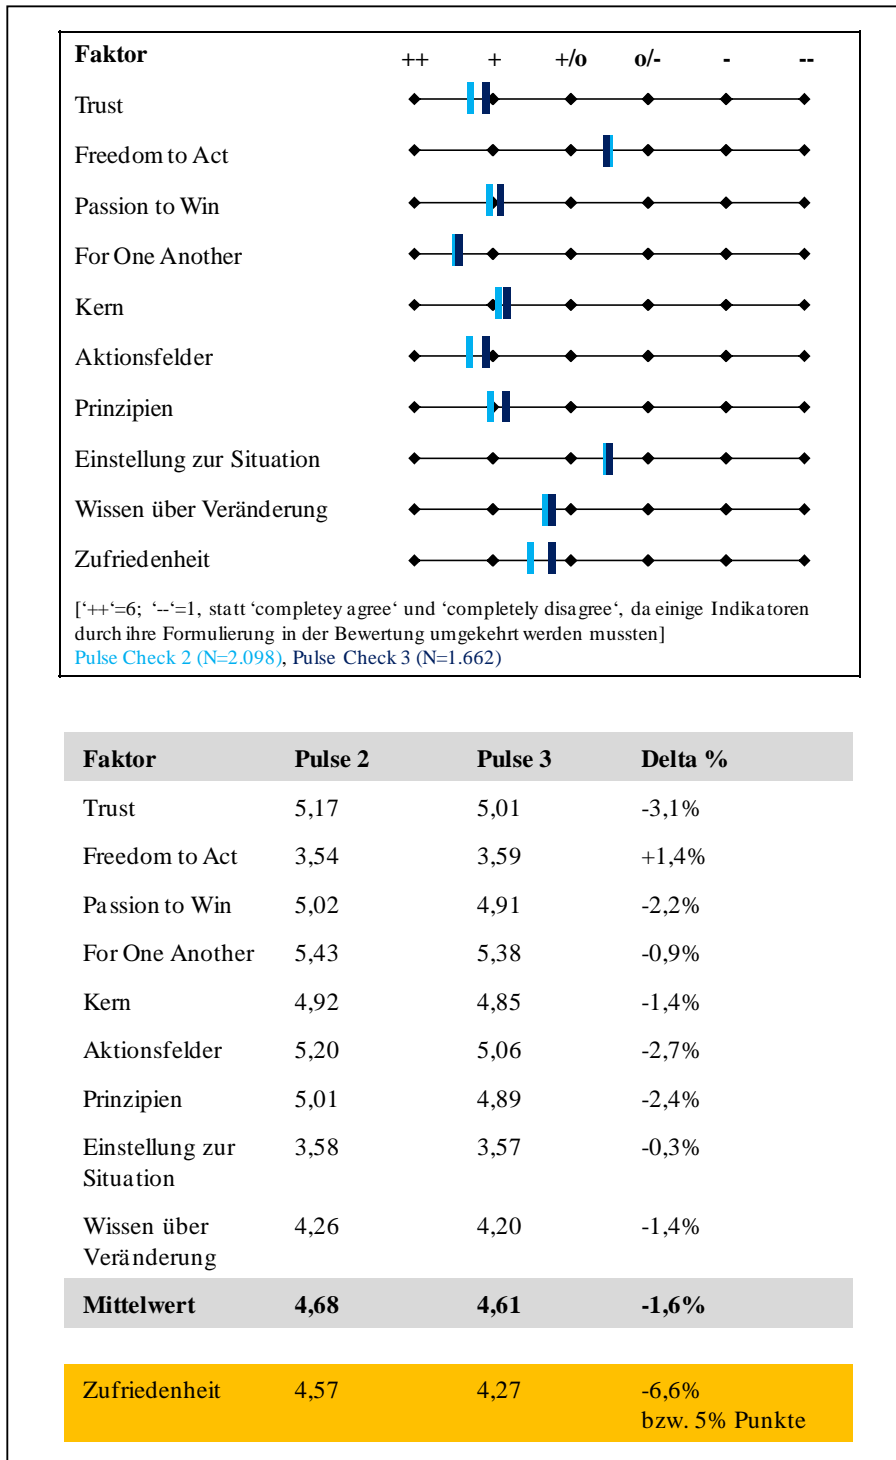 Faktor ++ + +/o o/- - --
Trust
Freedom to Act
Passion to Win
For One Another
Kern
Aktionsfelder
Prinzipien
Einstellung zur Situation
Wissen über Veränderung
Zufriedenheit
[‘++‘=6; ‘--‘=1, statt ‘completey agree‘ und ‘completely disagree‘, da einige Indikatoren
durch ihre Formulierung in der Bewertung umgekehrt werden mussten]
Pulse Check 2 (N=2.098), Pulse Check 3 (N=1.662)
Faktor Pulse 2 Pulse 3 Delta %
Trust 5,17 5,01 -3,1%
Freedom to Act 3,54 3,59 +1,4%
Passion to Win 5,02 4,91 -2,2%
For One Another 5,43 5,38 -0,9%
Kern 4,92 4,85 -1,4%
Aktionsfelder 5,20 5,06 -2,7%
Prinzipien 5,01 4,89 -2,4%
Einstellung zur 3,58 3,57 -0,3%
Situation
Wissen über 4,26 4,20 -1,4%
Veränderung
Mittelwert 4,68 4,61 -1,6%
Zufriedenheit 4,57 4,27 -6,6%
bzw. 5% Punkte